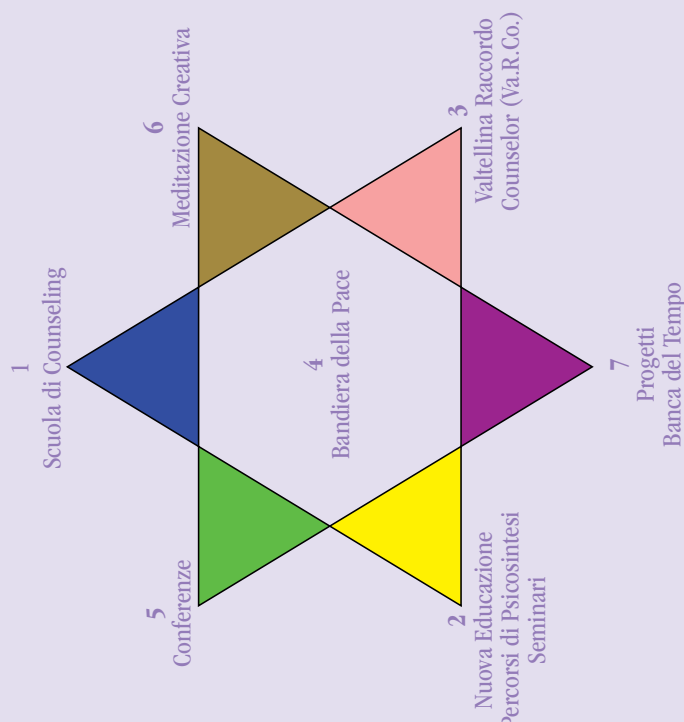 1
Scuola di Counseling
5
Conferenze
6
Meditazione Creativa
4
Bandiera della Pace
2
Nuova Educazione
Percorsi di Psicosintesi
Seminari
3
Valtellina Raccordo
Counselor (Va.R.Co.)
7
Progetti
Banca del Tempo